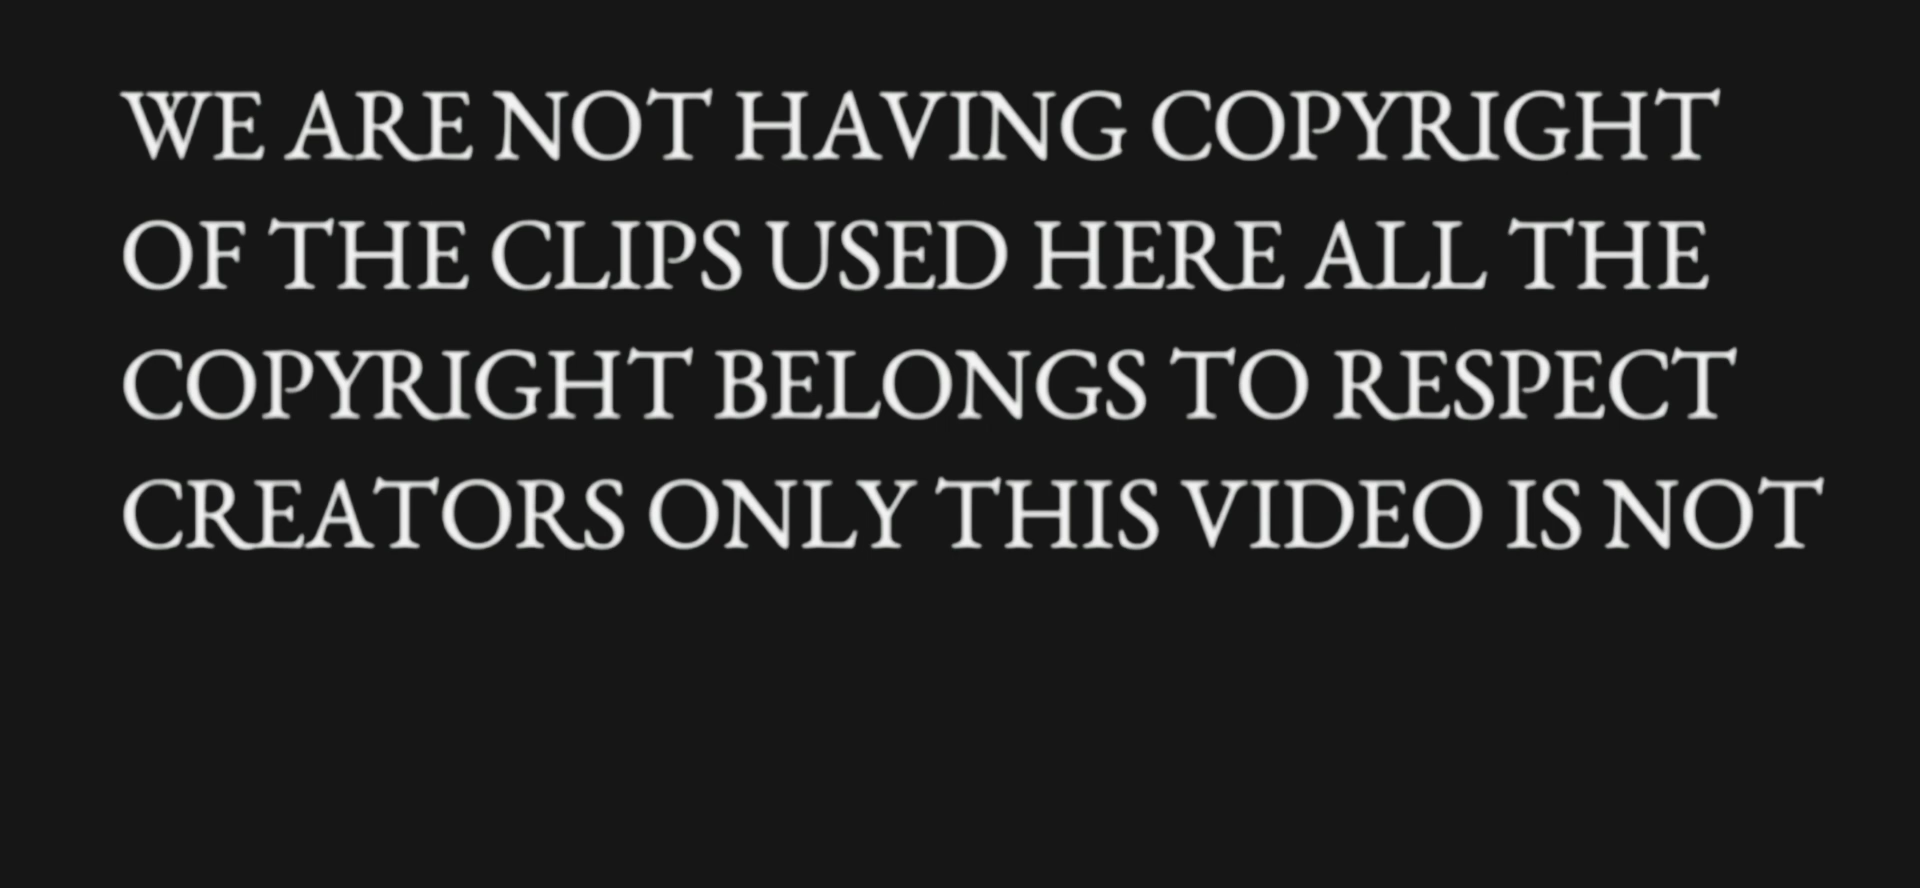 WE ARE NOT HAVING COPYRIGHT
OF THE CLIPS USED HERE ALL THE
COPYRIGHT BELONGS TO RESPECT
CREATORS ONLY THIS VIDEO IS NOT